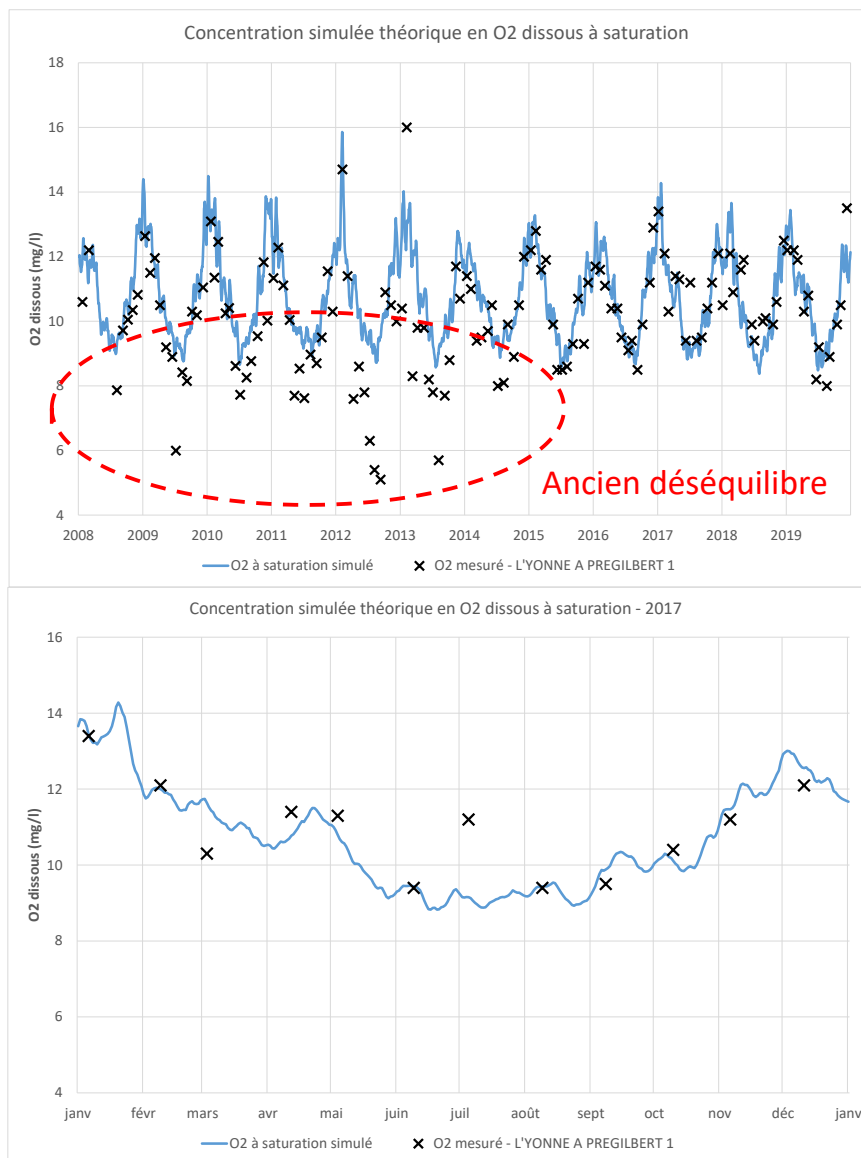 Concentration simulée théorique en O2 dissous à saturation
18
16
14
12
10
8
6
4
O2 dissous (mg/l)
Ancien déséquilibre
2008 2009 2010 2011 2012 2013 2014 2015 2016 2017 2018 2019
O2 à saturation simulé O2 mesuré - L'YONNE A PREGILBERT 1
Concentration simulée théorique en O2 dissous à saturation - 2017
16
14
12
10
8
6
4
O2 dissous (mg/l)
janv févr mars avr mai juin juil août sept oct nov déc janv
O2 à saturation simulé O2 mesuré - L'YONNE A PREGILBERT 1